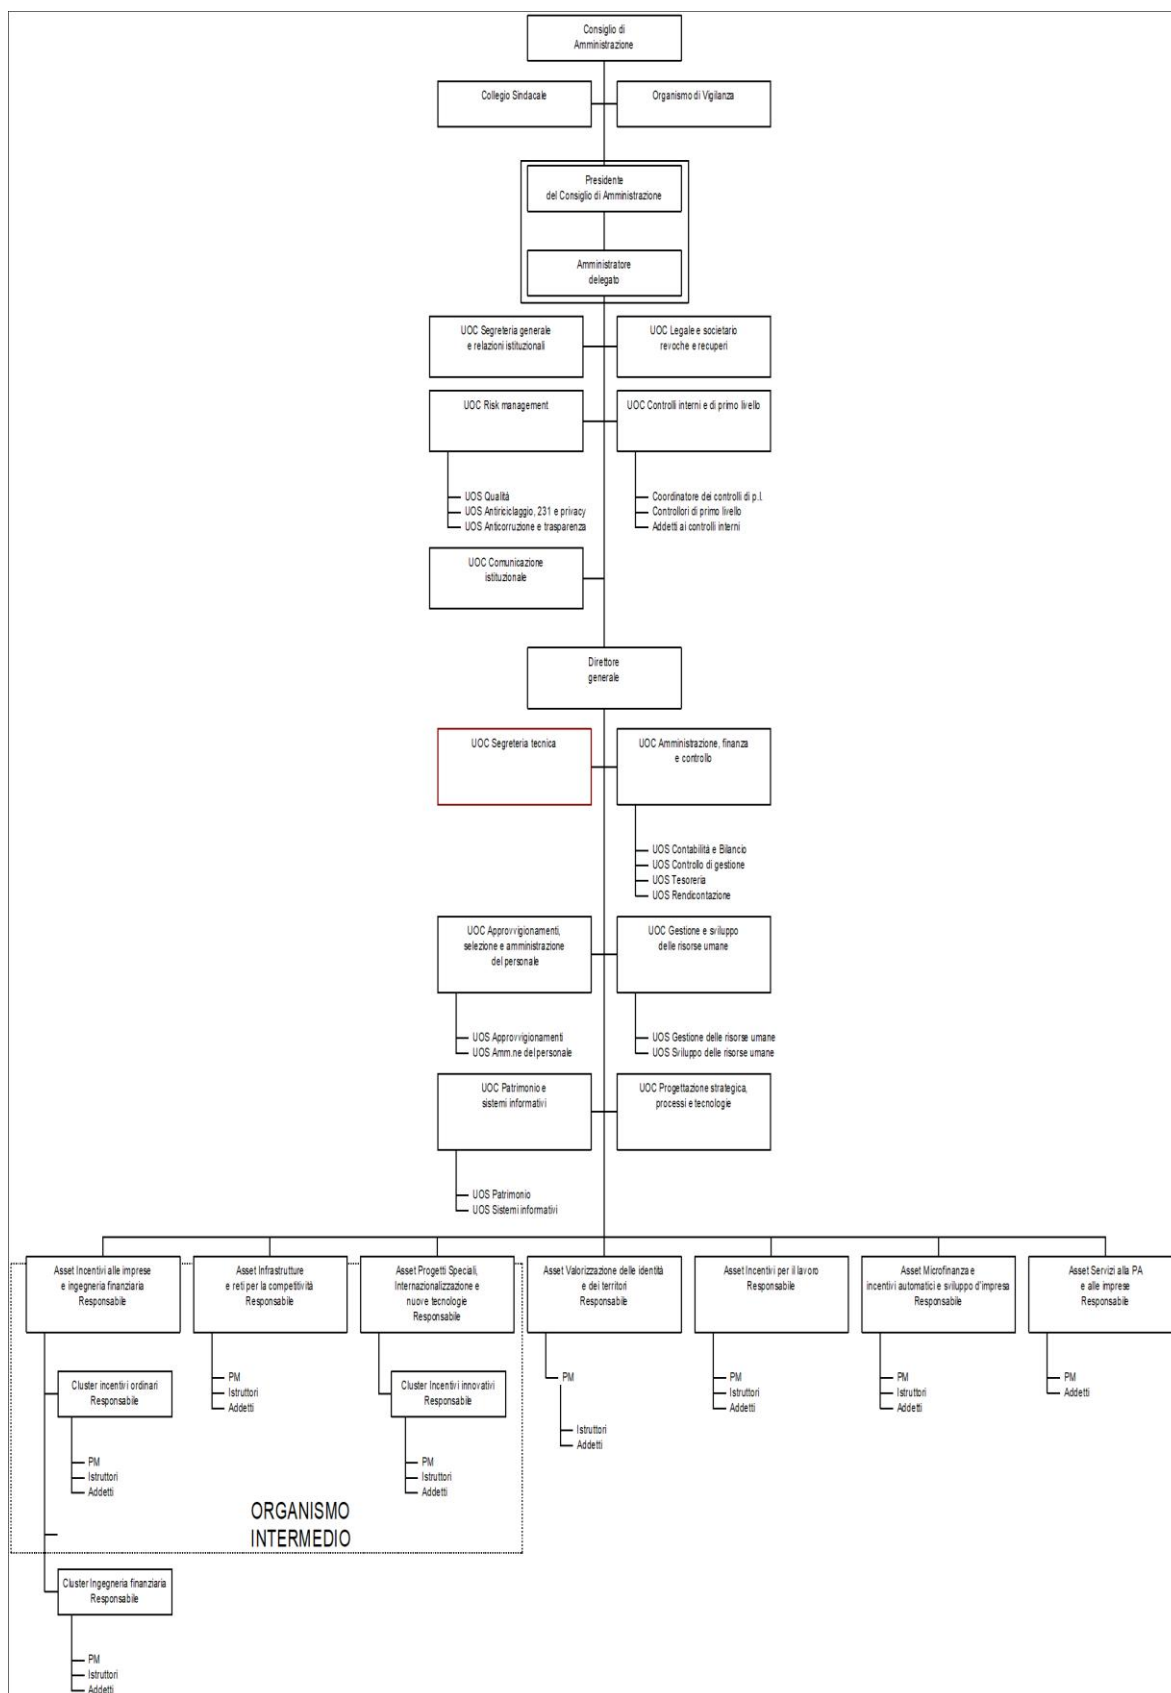 Consiglio di
Amministrazione
Collegio Sindacale
Organismo di Vigilanza
Presidente
del Consiglio di Amministrazione
Amministratore
delegato
UOC Segreteria generale
e relazioni istituzionali
UOC Legale e societario
revoche e recuperi
UOC Risk management
UOC Controlli interni e di primo livello
UOS Qualità
UOS Antiriciclaggio, 231 e privacy
UOS Anticorruzione e trasparenza
Coordinatore dei controlli di p.l.
Controllori di primo livello
Addetti ai controlli interni
UOC Comunicazione
istituzionale
Direttore
generale
UOC Segreteria tecnica
UOC Amministrazione, finanza
e controllo
UOS Contabilità e Bilancio
UOS Controllo di gestione
UOS Tesoreria
UOS Rendicontazione
UOC Approvvigionamenti,
selezione e amministrazione
del personale
UOC Gestione e sviluppo
delle risorse umane
UOS Approvvigionamenti
UOS Amm.ne del personale
UOS Gestione delle risorse umane
UOS Sviluppo delle risorse umane
UOC Patrimonio e
sistemi informativi
UOC Progettazione strategica,
processi e tecnologie
UOS Patrimonio
UOS Sistemi informativi
Asset Incentivi alle imprese
e ingegneria finanziaria
Responsabile
Asset Infrastrutture
e reti per la competitività
Responsabile
Asset Progetti Speciali,
Internazionalizzazione e
nuove tecnologie
Responsabile
Asset Valorizzazione delle identità
e dei territori
Responsabile
Asset Incentivi per il lavoro
Responsabile
Asset Microfinanza e
incentivi automatici e sviluppo d'impresa
Responsabile
Asset Servizi alla PA
e alle imprese
Responsabile
Cluster incentivi ordinari
Responsabile
PM
Istruttori
Addetti
PM
Istruttori
Addetti
Cluster Incentivi innovativi
Responsabile
PM
Istruttori
Addetti
PM
Istruttori
Addetti
PM
Istruttori
Addetti
PM
Istruttori
Addetti
PM
Addetti
ORGANISMO
INTERMEDIO
Cluster Ingegneria finanziaria
Responsabile
PM
Istruttori
Addetti